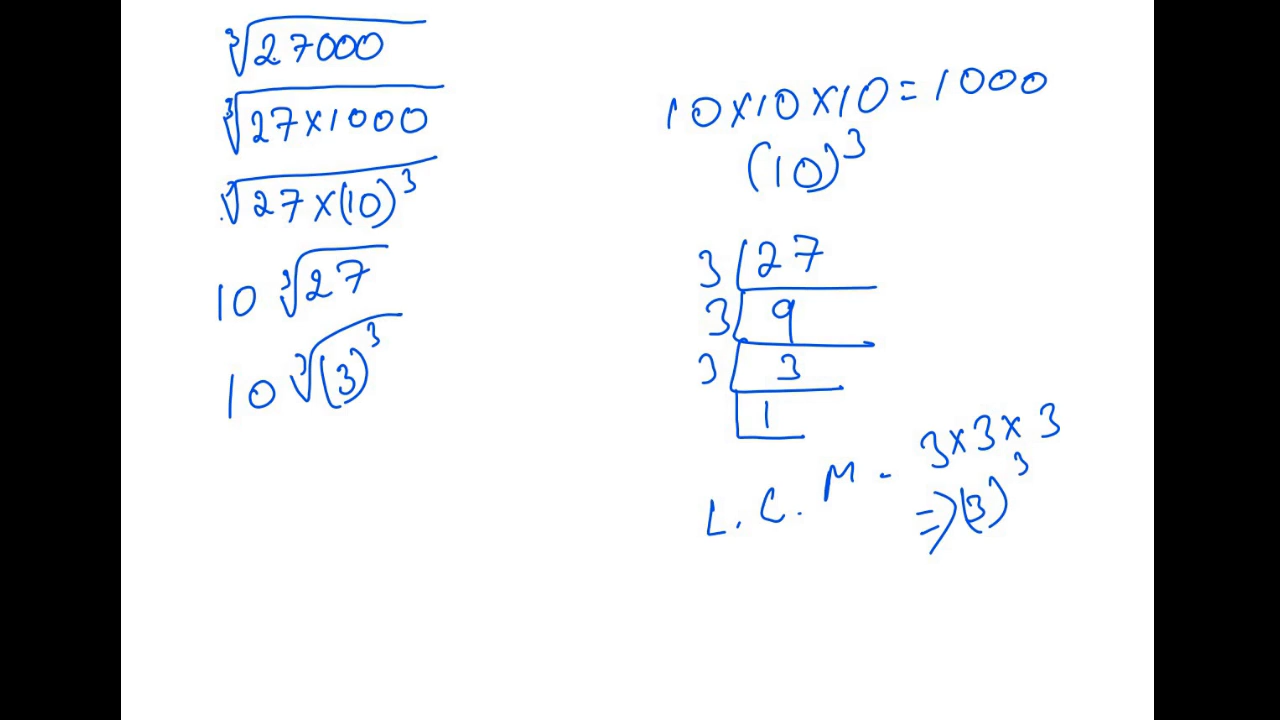 ∛27000
∛27×1000
∛27×(10)³
10 ∛27
10 ∛(3)³
10×10×10=1000
(10)³
3 | 27
3 | 9
3 | 3
| 1
L.C.M - 3×3×3
⇒(3)³